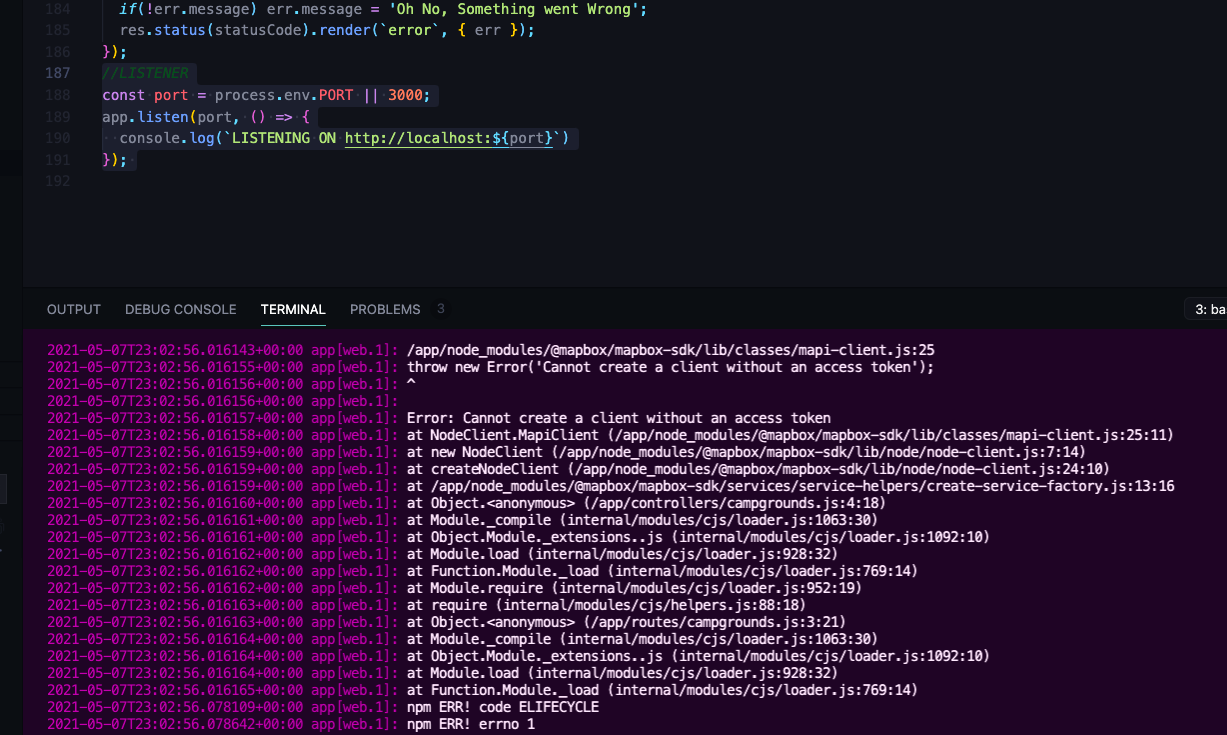 184 if(!err.message) err.message = 'Oh No, Something went Wrong';
185 res.status(statusCode).render(`error`, { err });
186 });
187 //LISTENER
188 const port = process.env.PORT || 3000;
189 app.listen(port, () => {
190 console.log(`LISTENING ON http://localhost:${port}`)
191 });
192
OUTPUT DEBUG CONSOLE TERMINAL PROBLEMS 3 3: ba
2021-05-07T23:02:56.016143+00:00 app[web.1]: /app/node_modules/@mapbox/mapbox-sdk/lib/classes/mapi-client.js:25
2021-05-07T23:02:56.016155+00:00 app[web.1]: throw new Error('Cannot create a client without an access token');
2021-05-07T23:02:56.016156+00:00 app[web.1]: ^
2021-05-07T23:02:56.016156+00:00 app[web.1]:
2021-05-07T23:02:56.016157+00:00 app[web.1]: Error: Cannot create a client without an access token
2021-05-07T23:02:56.016158+00:00 app[web.1]: at NodeClient.MapiClient (/app/node_modules/@mapbox/mapbox-sdk/lib/classes/mapi-client.js:25:11)
2021-05-07T23:02:56.016159+00:00 app[web.1]: at new NodeClient (/app/node_modules/@mapbox/mapbox-sdk/lib/node/node-client.js:7:14)
2021-05-07T23:02:56.016159+00:00 app[web.1]: at createNodeClient (/app/node_modules/@mapbox/mapbox-sdk/lib/node/node-client.js:24:10)
2021-05-07T23:02:56.016159+00:00 app[web.1]: at /app/node_modules/@mapbox/mapbox-sdk/services/service-helpers/create-service-factory.js:13:16
2021-05-07T23:02:56.016160+00:00 app[web.1]: at Object.<anonymous> (/app/controllers/campgrounds.js:4:18)
2021-05-07T23:02:56.016161+00:00 app[web.1]: at Module._compile (internal/modules/cjs/loader.js:1063:30)
2021-05-07T23:02:56.016161+00:00 app[web.1]: at Object.Module._extensions..js (internal/modules/cjs/loader.js:1092:10)
2021-05-07T23:02:56.016162+00:00 app[web.1]: at Module.load (internal/modules/cjs/loader.js:928:32)
2021-05-07T23:02:56.016162+00:00 app[web.1]: at Function.Module._load (internal/modules/cjs/loader.js:769:14)
2021-05-07T23:02:56.016162+00:00 app[web.1]: at Module.require (internal/modules/cjs/loader.js:952:19)
2021-05-07T23:02:56.016163+00:00 app[web.1]: at require (internal/modules/cjs/helpers.js:88:18)
2021-05-07T23:02:56.016163+00:00 app[web.1]: at Object.<anonymous> (/app/routes/campgrounds.js:3:21)
2021-05-07T23:02:56.016164+00:00 app[web.1]: at Module._compile (internal/modules/cjs/loader.js:1063:30)
2021-05-07T23:02:56.016164+00:00 app[web.1]: at Object.Module._extensions..js (internal/modules/cjs/loader.js:1092:10)
2021-05-07T23:02:56.016164+00:00 app[web.1]: at Module.load (internal/modules/cjs/loader.js:928:32)
2021-05-07T23:02:56.016165+00:00 app[web.1]: at Function.Module._load (internal/modules/cjs/loader.js:769:14)
2021-05-07T23:02:56.078109+00:00 app[web.1]: npm ERR! code ELIFECYCLE
2021-05-07T23:02:56.078642+00:00 app[web.1]: npm ERR! errno 1